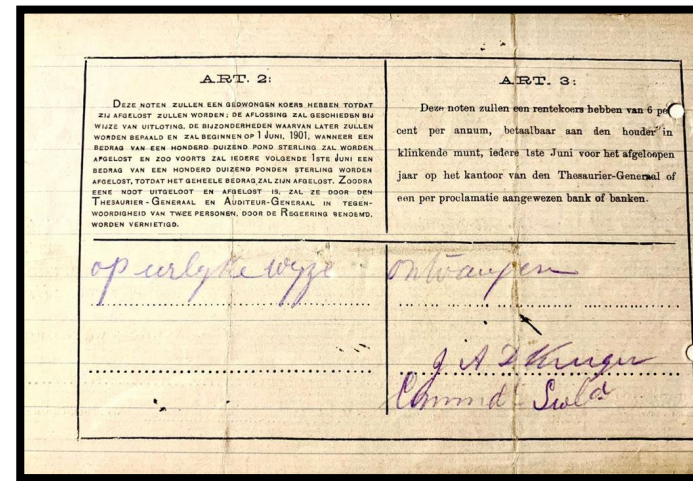 ART. 2:
DEZE NOTEN ZULLEN EEN GEDWONGEN KOERS HEBBEN TOTDAT
ZIJ AFGELOST ZULLEN WORDEN; DE AFLOSSING ZAL GESCHIEDEN BIJ
WIJZE VAN UITLOTING, DE BIJZONDERHEDEN WAARVAN LATER ZULLEN
WORDEN BEPAALD EN ZAL BEGINNEN OP 1 JUNI, 1901, WANNEER EEN
BEDRAG VAN EEN HONDERD DUIZEND POND STERLING ZAL WORDEN
AFGELOST EN ZOO VOORTS ZAL IEDERE VOLGENDE 1STE JUNI EEN
BEDRAG VAN EEN HONDERD DUIZEND PONDEN STERLING WORDEN
AFGELOST, TOTDAT HET GEHEELE BEDRAG ZAL ZIJN AFGELOST. ZOODRA
EENE NOOT UITGELOOT EN AFGELOST IS, ZAL ZE DOOR DEN
THESAURIER-GENERAAL EN AUDITEUR-GENERAAL IN TEGEN-
WOORDIGHEID VAN TWEE PERSONEN, DOOR DE REGEERING BENOEMD,
WORDEN VERNIETIGD.
ART. 3:
Deze noten zullen een rentekoers hebben van 6 per
cent per annum, betaalbaar aan den houder in
klinkende munt, iedere 1ste Juni voor het afgeloopen
jaar op het kantoor van den Thesaurier-Generaal of
een per proclamatie aangewezen bank of banken.
op eerlyke wyze ontvangen
J A D Kruger